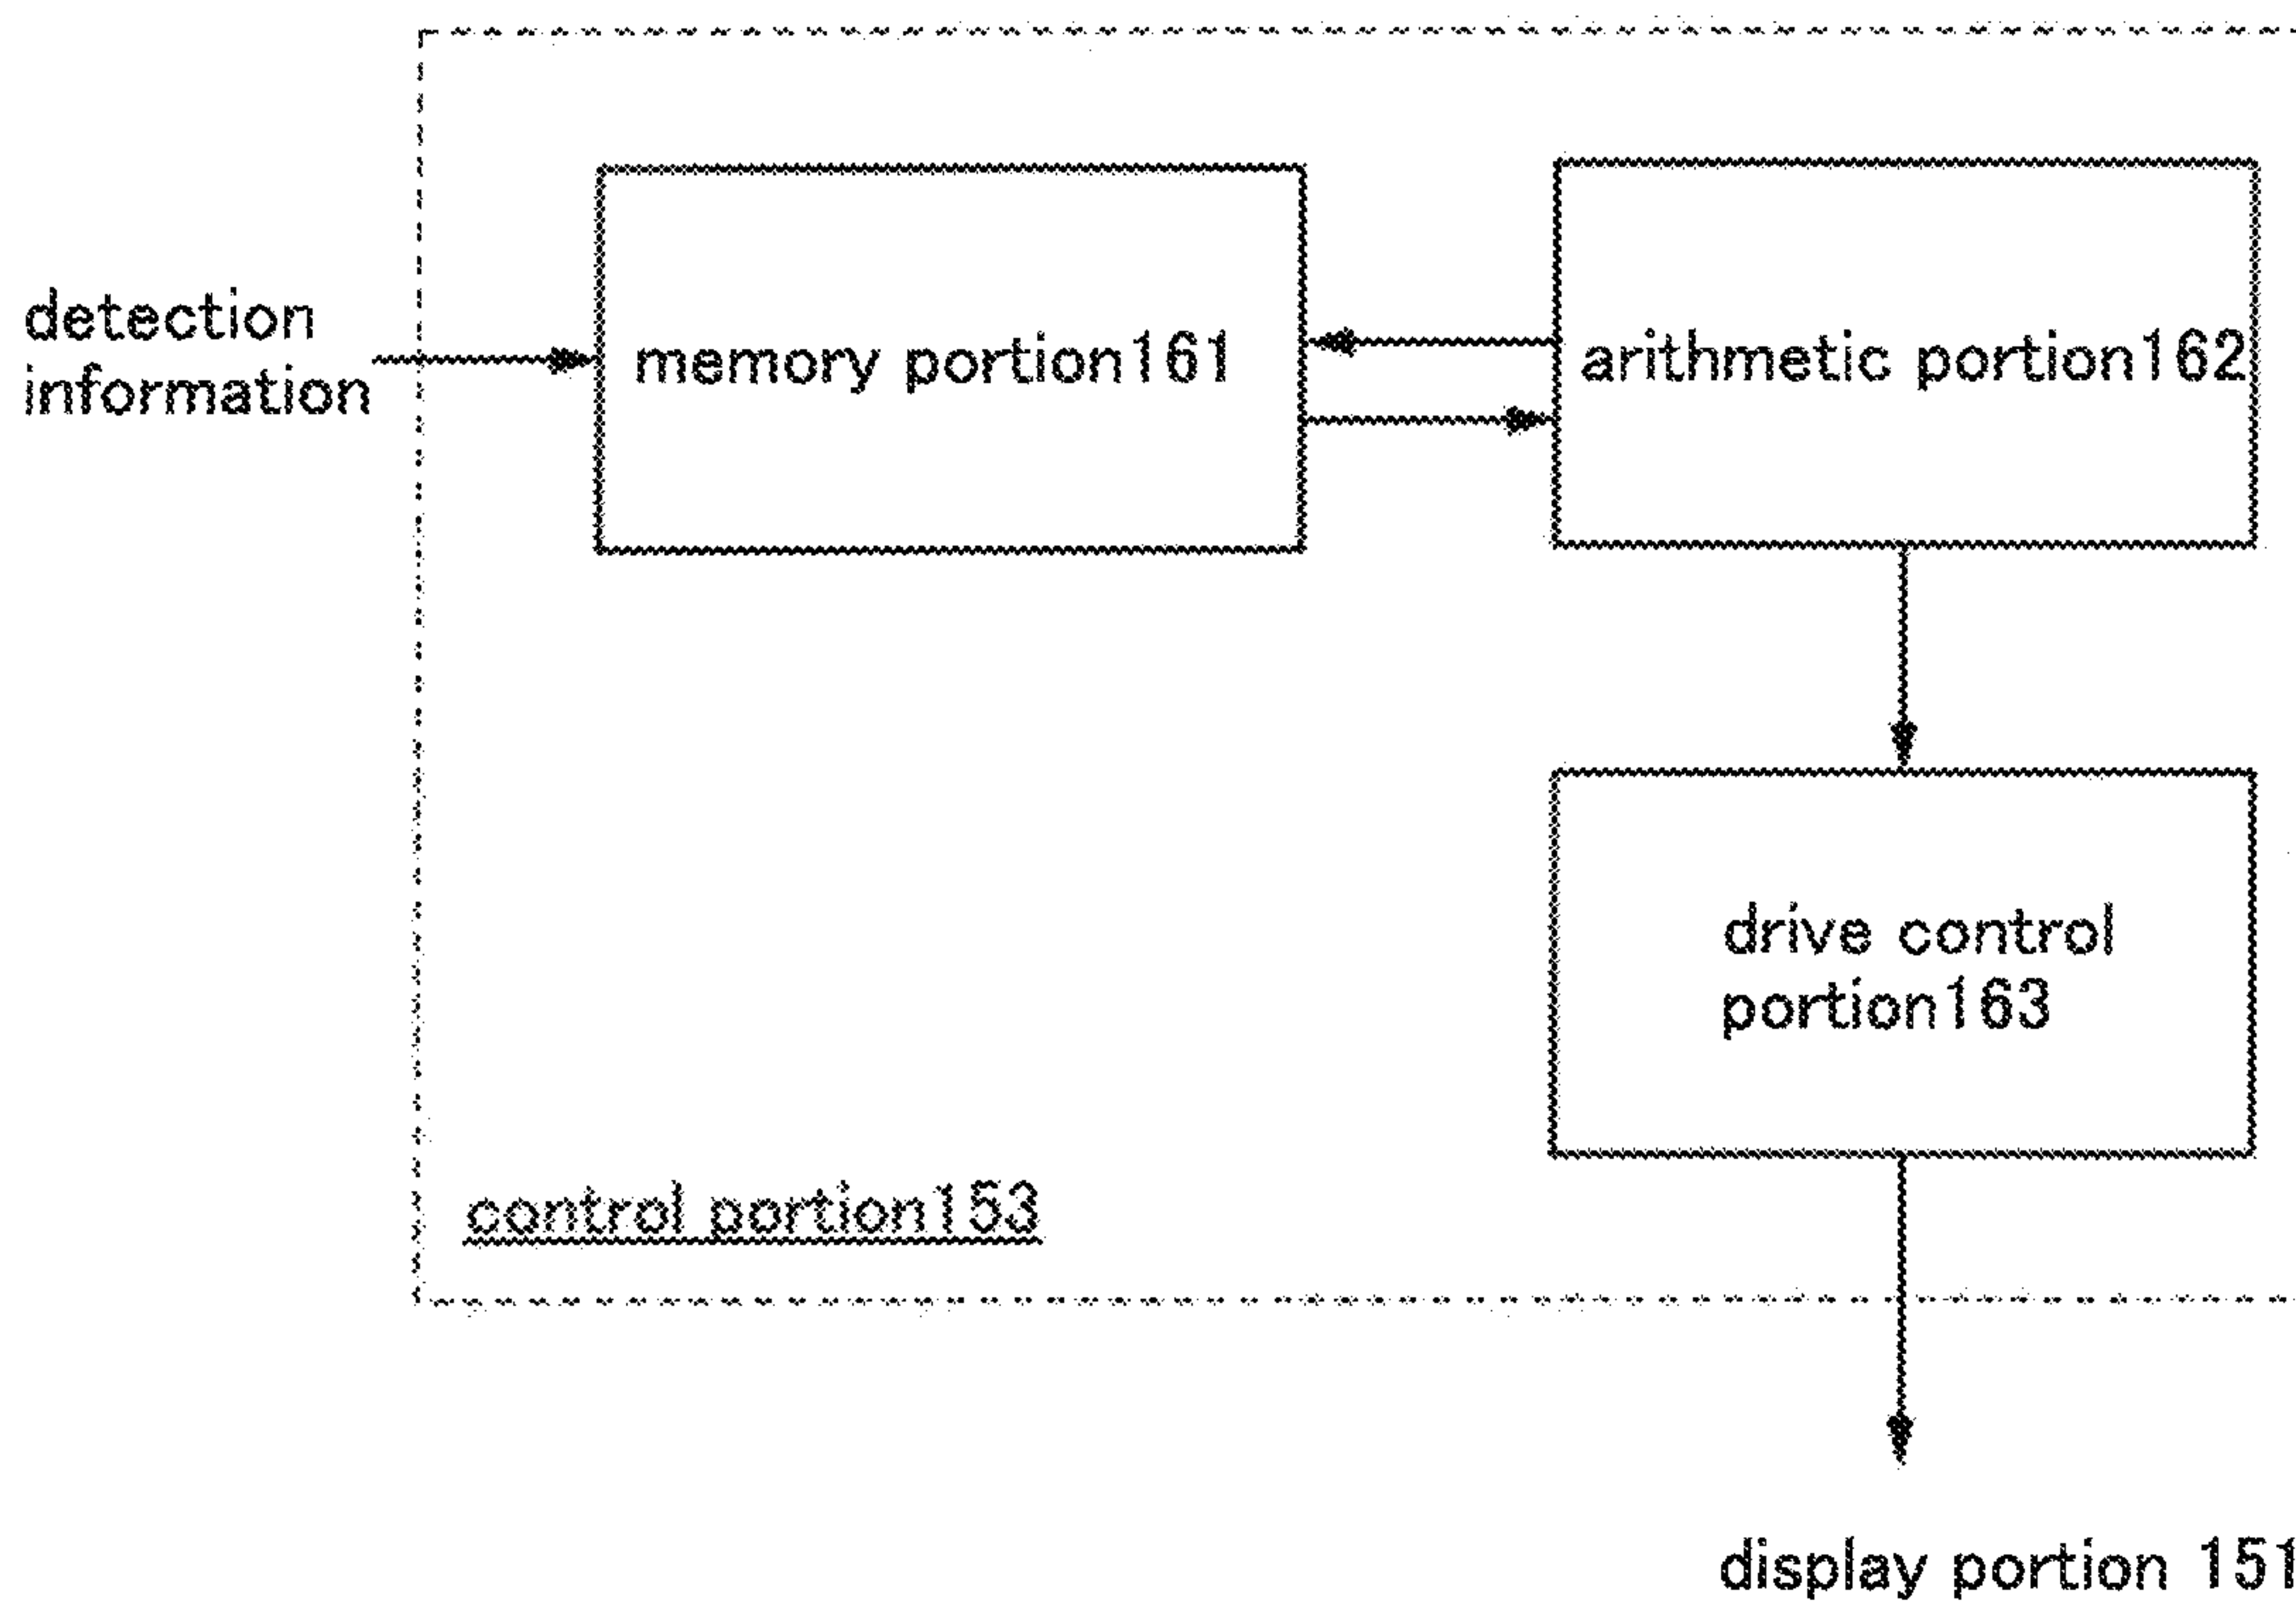 detection
information
memory portion161
arithmetic portion162
drive control
portion163
control portion153
display portion 151